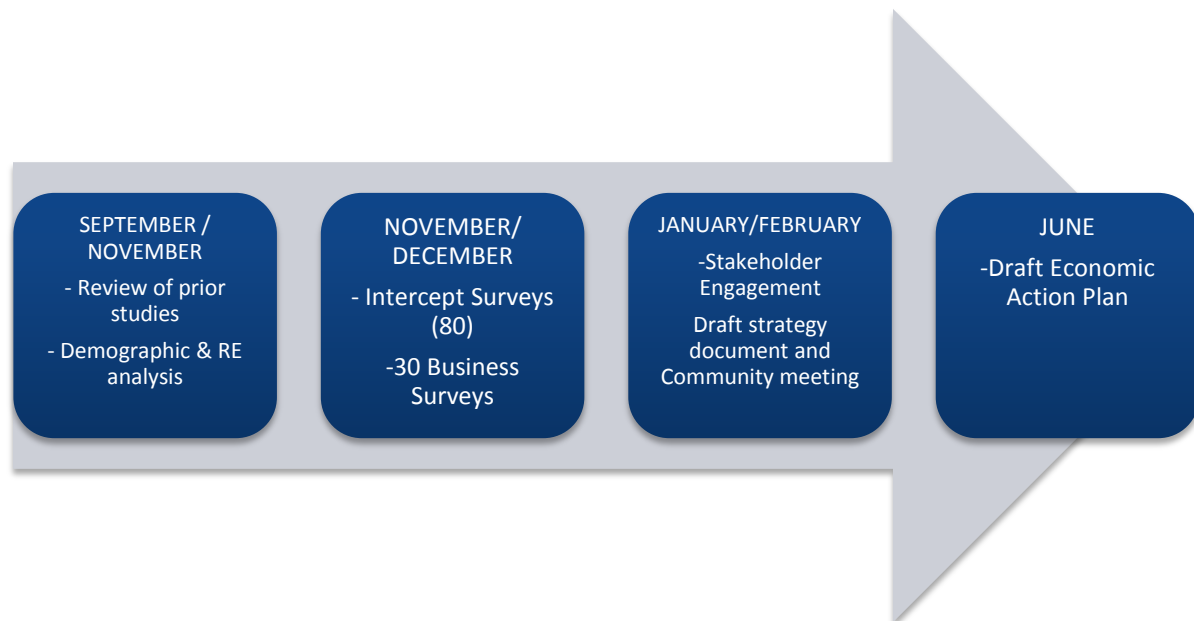 SEPTEMBER /
NOVEMBER
- Review of prior
studies
- Demographic & RE
analysis
NOVEMBER/
DECEMBER
- Intercept Surveys
(80)
-30 Business
Surveys
JANUARY/FEBRUARY
-Stakeholder
Engagement
Draft strategy
document and
Community meeting
JUNE
-Draft Economic
Action Plan